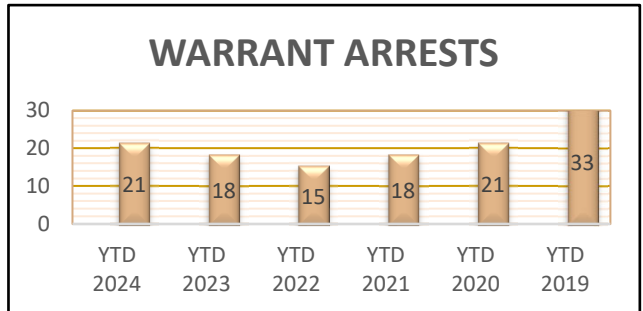 WARRANT ARRESTS
30
20
10
0
21
18
15
18
21
33
YTD 2024
YTD 2023
YTD 2022
YTD 2021
YTD 2020
YTD 2019